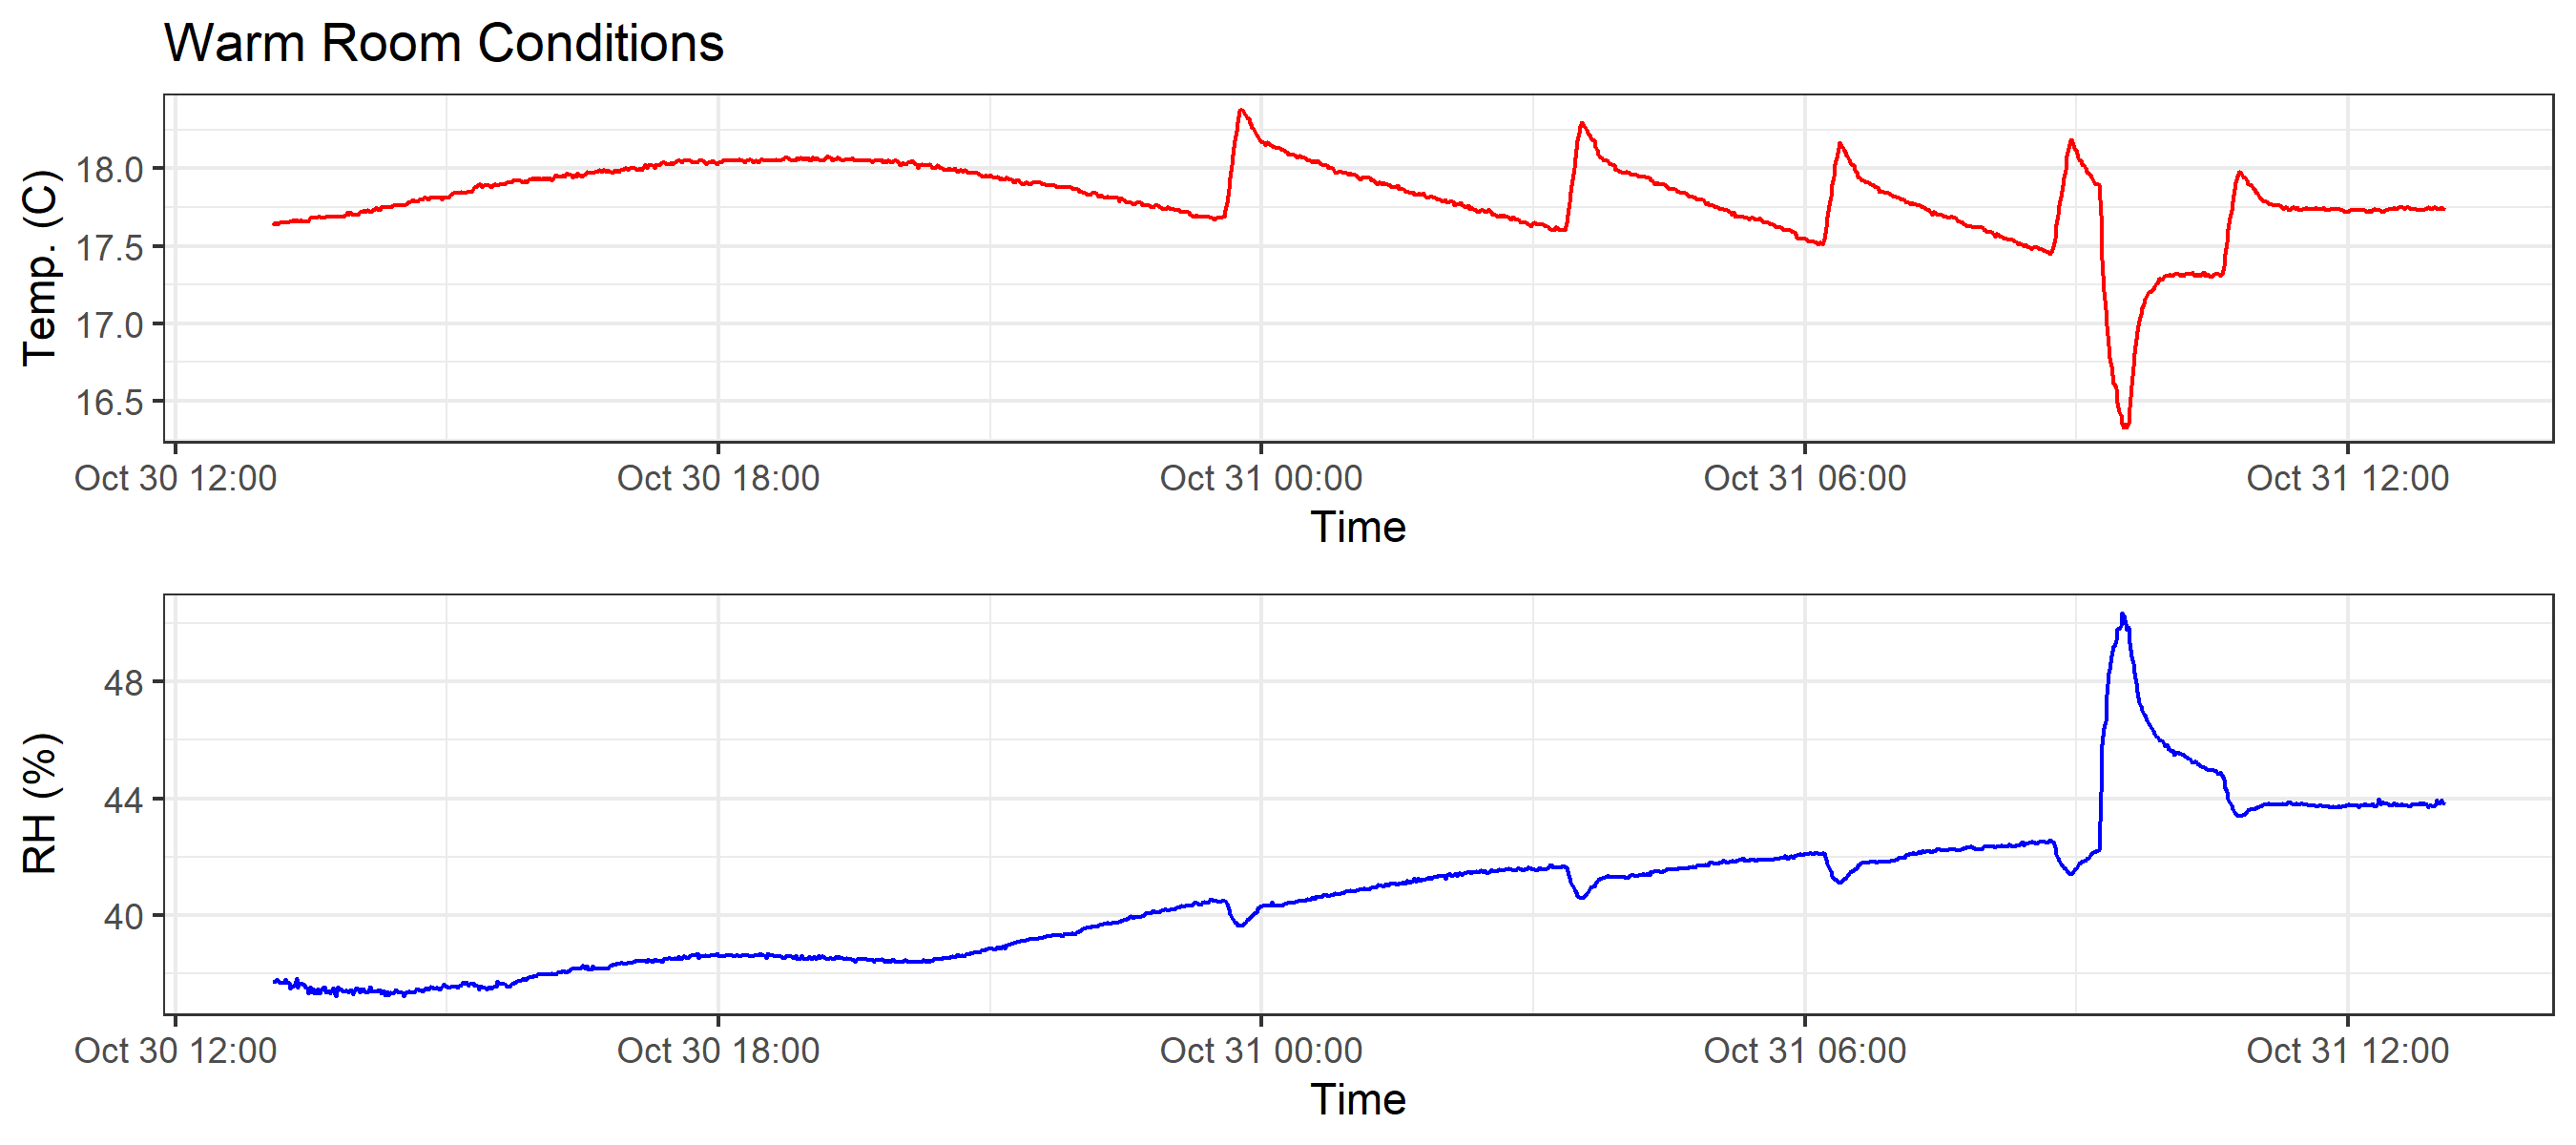 Warm Room Conditions
Temp. (C)
18.0
17.5
17.0
16.5
Oct 30 12:00 Oct 30 18:00 Oct 31 00:00 Oct 31 06:00 Oct 31 12:00
Time
RH (%)
48
44
40
Oct 30 12:00 Oct 30 18:00 Oct 31 00:00 Oct 31 06:00 Oct 31 12:00
Time